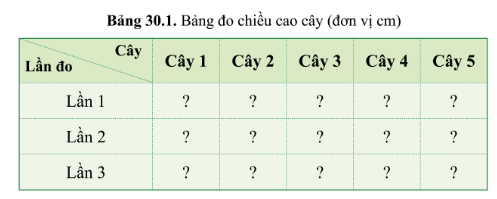 Bảng 30.1. Bảng đo chiều cao cây (đơn vị cm)
Cây
Lần đo
Cây 1 Cây 2 Cây 3 Cây 4 Cây 5
Lần 1 ? ? ? ? ?
Lần 2 ? ? ? ? ?
Lần 3 ? ? ? ? ?